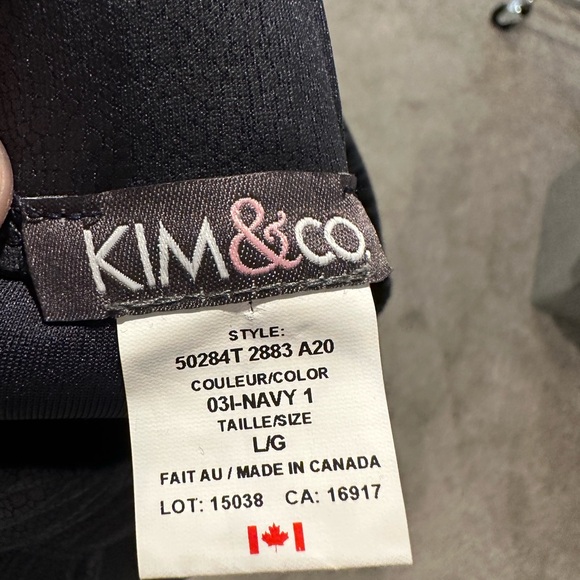 KIM&CO.
STYLE:
50284T 2883 A20
COULEUR/COLOR
03I-NAVY 1
TAILLE/SIZE
L/G
FAIT AU / MADE IN CANADA
LOT: 15038 CA: 16917